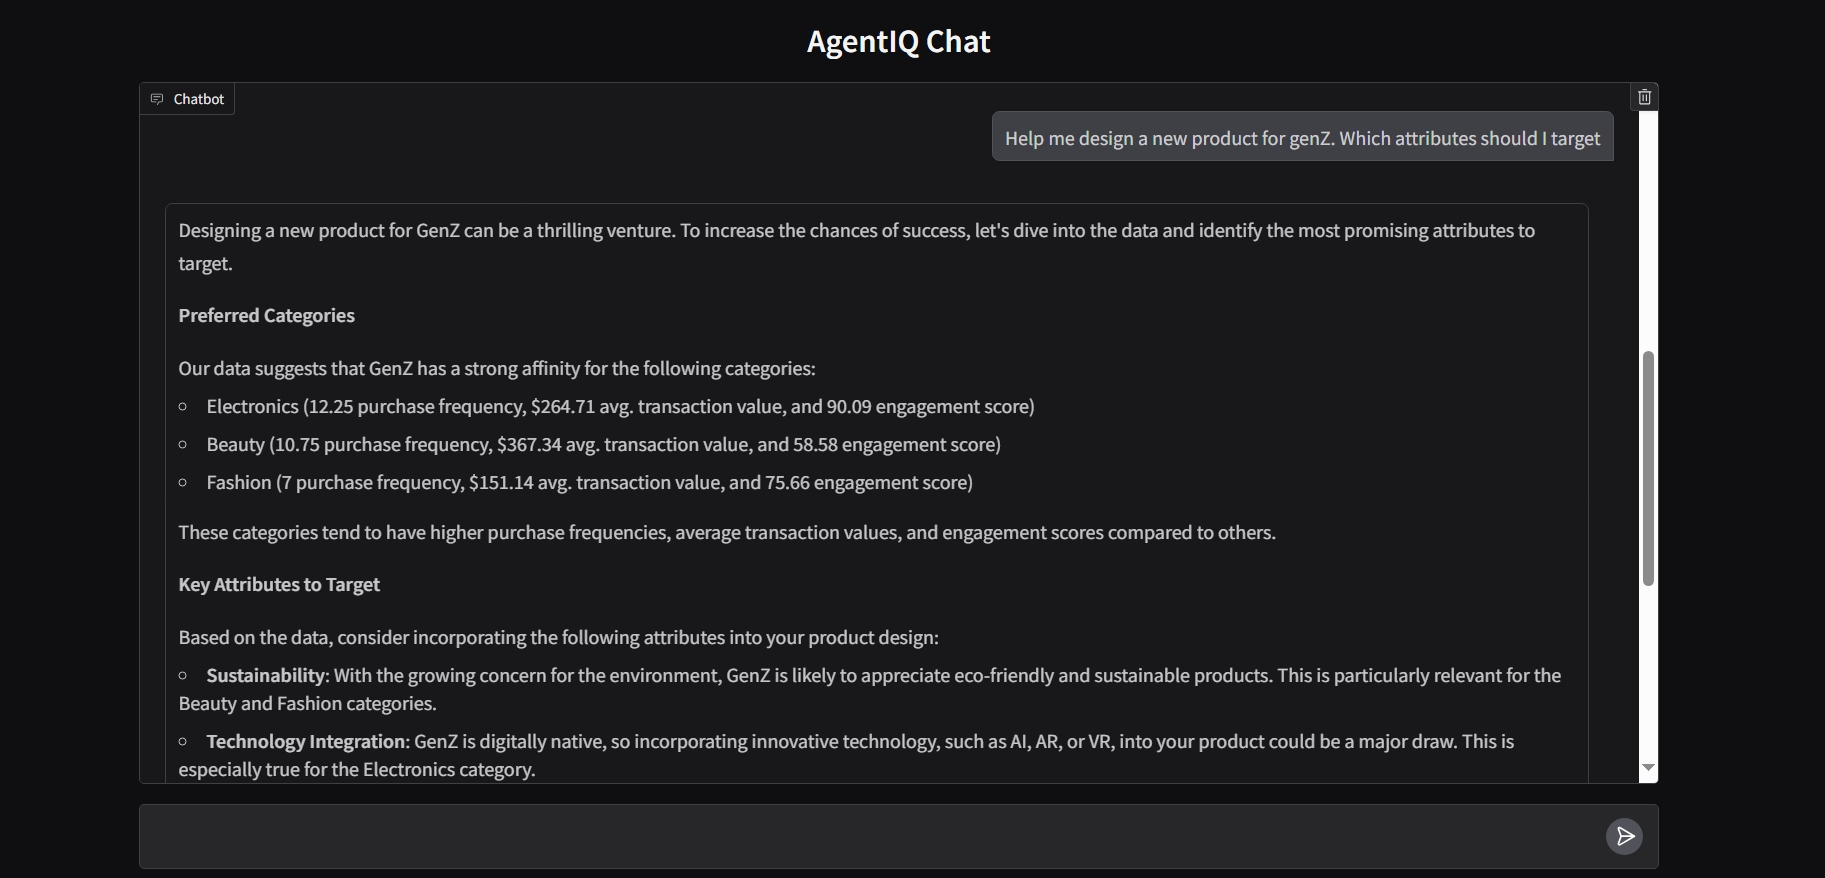 AgentIQ Chat
Chatbot
Help me design a new product for genZ. Which attributes should I target
Designing a new product for GenZ can be a thrilling venture. To increase the chances of success, let's dive into the data and identify the most promising attributes to
target.
Preferred Categories
Our data suggests that GenZ has a strong affinity for the following categories:
Electronics (12.25 purchase frequency, $264.71 avg. transaction value, and 90.09 engagement score)
Beauty (10.75 purchase frequency, $367.34 avg. transaction value, and 58.58 engagement score)
Fashion (7 purchase frequency, $151.14 avg. transaction value, and 75.66 engagement score)
These categories tend to have higher purchase frequencies, average transaction values, and engagement scores compared to others.
Key Attributes to Target
Based on the data, consider incorporating the following attributes into your product design:
Sustainability: With the growing concern for the environment, GenZ is likely to appreciate eco-friendly and sustainable products. This is particularly relevant for the
Beauty and Fashion categories.
Technology Integration: GenZ is digitally native, so incorporating innovative technology, such as AI, AR, or VR, into your product could be a major draw. This is
especially true for the Electronics category.